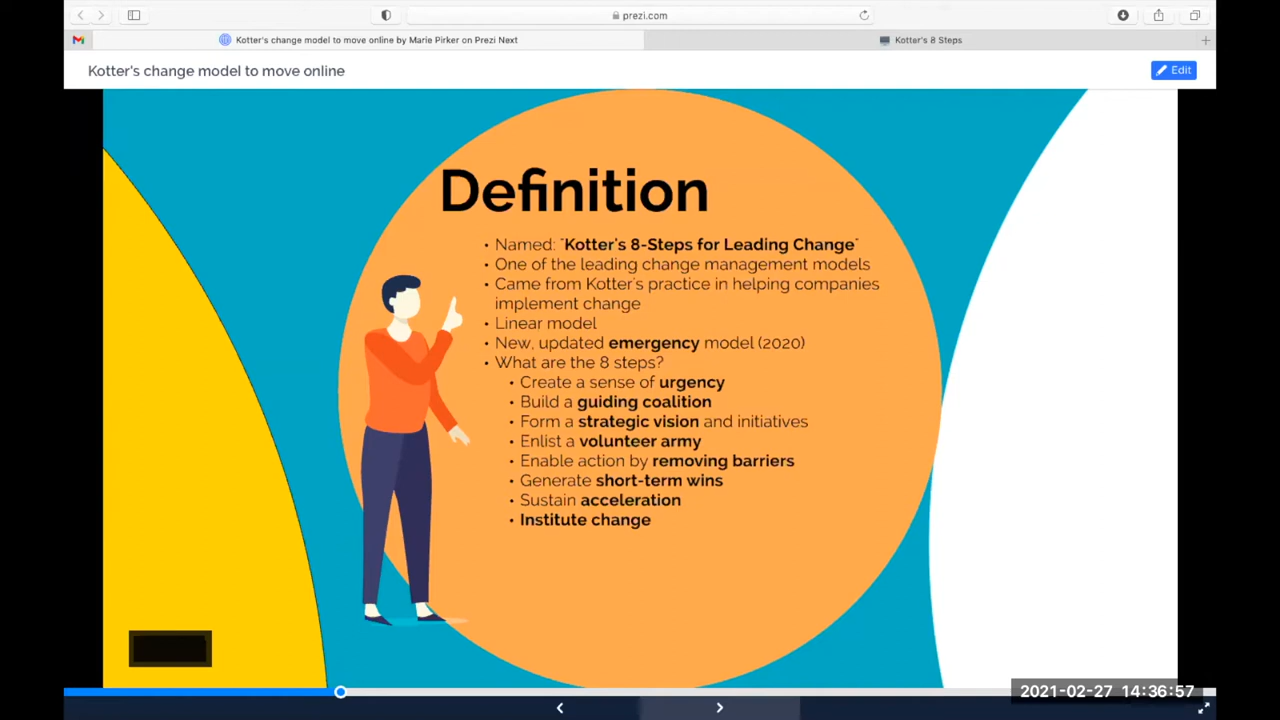 prezi.com
Kotter's change model to move online by Marie Pirker on Prezi Next
Kotter's 8 Steps
Kotter's change model to move online
Edit
Definition
• Named: "Kotter's 8-Steps for Leading Change"
• One of the leading change management models
• Came from Kotter's practice in helping companies
implement change
• Linear model
• New, updated emergency model (2020)
• What are the 8 steps?
• Create a sense of urgency
• Build a guiding coalition
• Form a strategic vision and initiatives
• Enlist a volunteer army
• Enable action by removing barriers
• Generate short-term wins
• Sustain acceleration
• Institute change
2021-02-27 14:36:57